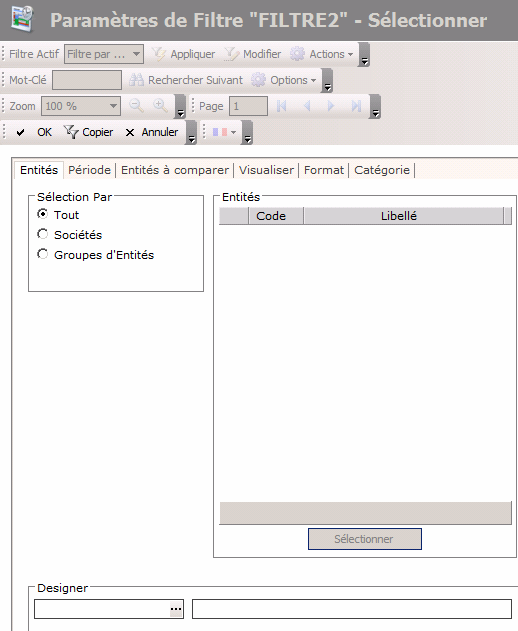 Paramètres de Filtre "FILTRE2" - Sélectionner
Filtre Actif Filtre par ... Appliquer Modifier Actions
Mot-Clé Rechercher Suivant Options
Zoom 100 % Page 1
OK Copier Annuler
Entités Période Entités à comparer Visualiser Format Catégorie
Sélection Par
Tout
Sociétés
Groupes d'Entités
Entités
Code Libellé
Sélectionner
Designer
...